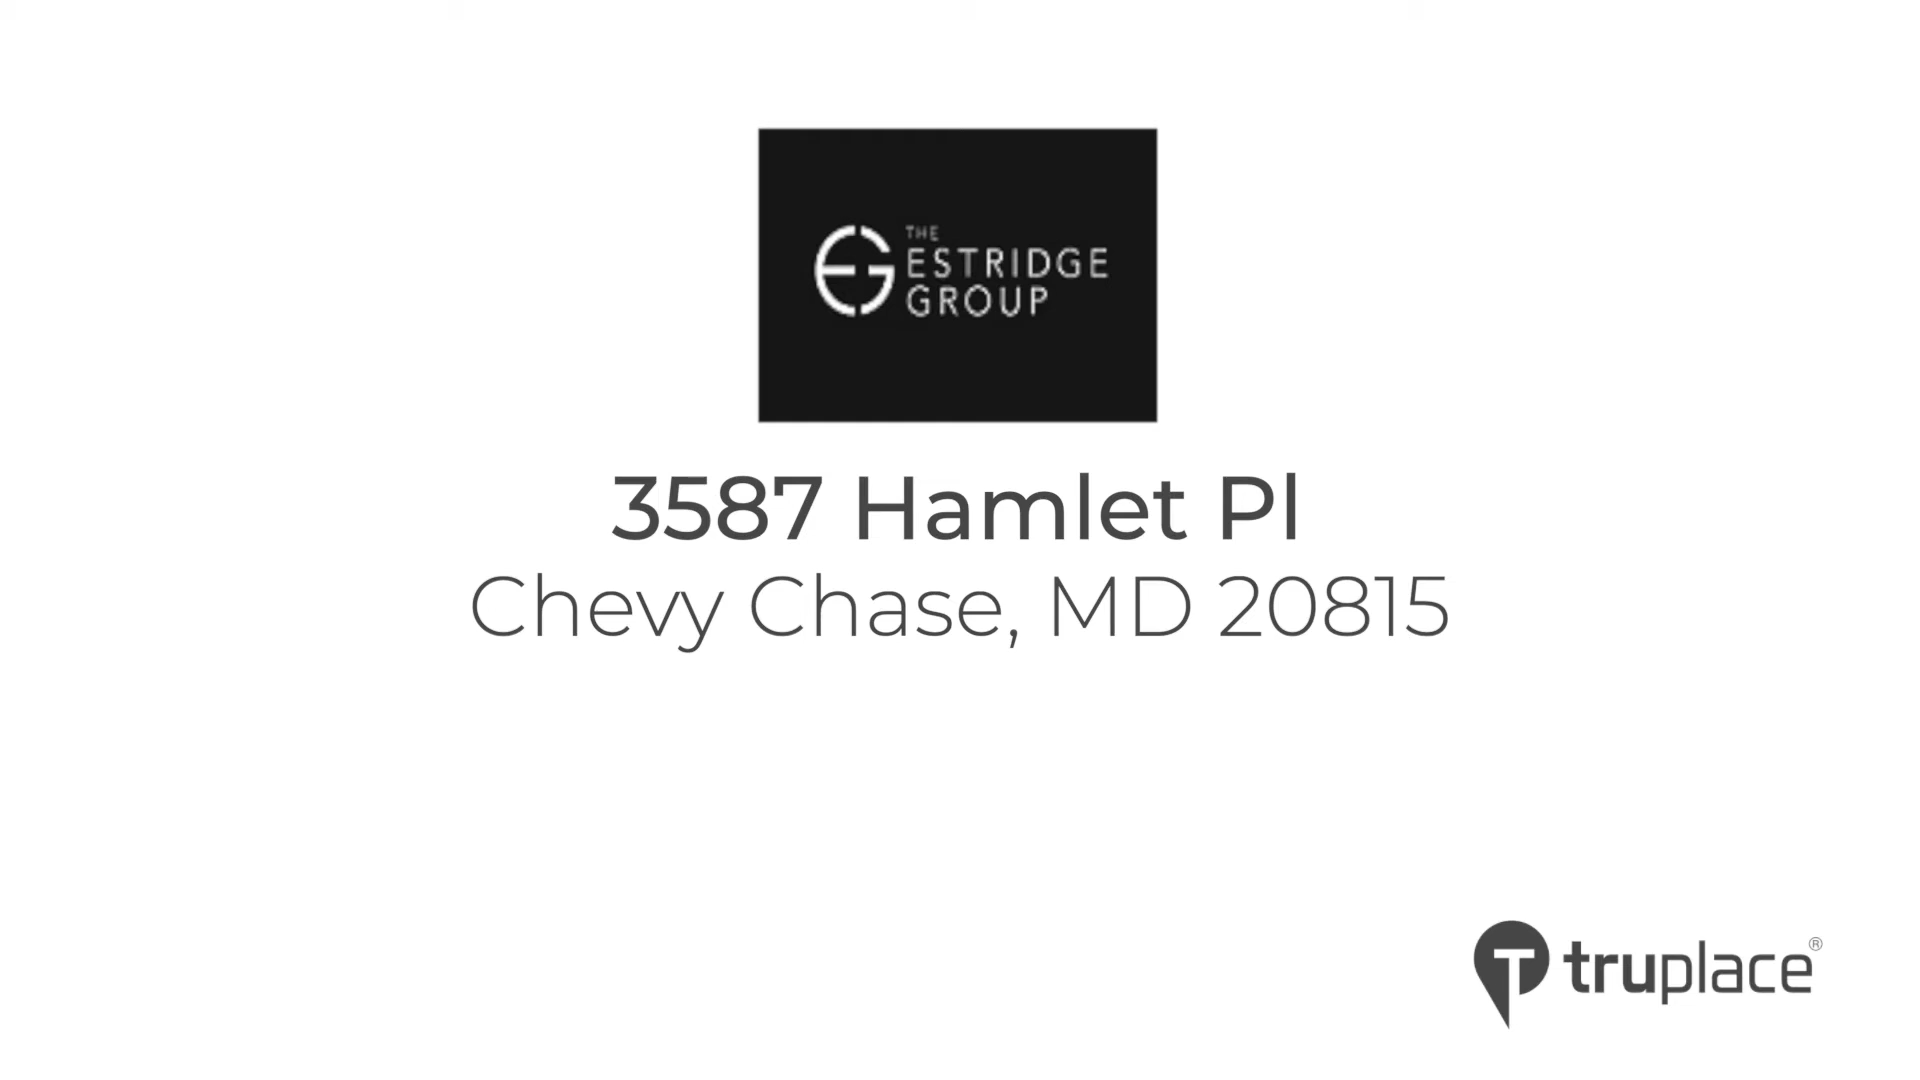 THE
ESTRIDGE
GROUP
3587 Hamlet Pl
Chevy Chase, MD 20815
truplace®